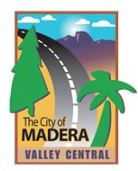 The City of
MADERA
VALLEY CENTRAL